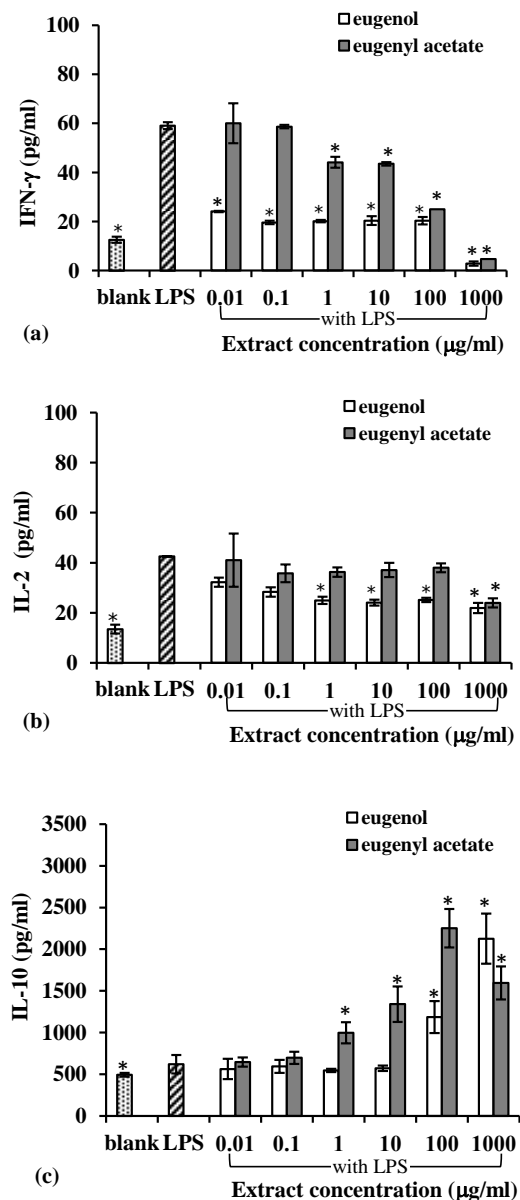 eugenol
eugenyl acetate
100
80
60
40
20
0
IFN-γ (pg/ml)
* * * * * * * * * * *
blank LPS 0.01 0.1 1 10 100 1000
with LPS
(a)
Extract concentration (μg/ml)
eugenol
eugenyl acetate
100
80
60
40
20
0
IL-2 (pg/ml)
* * * * * *
blank LPS 0.01 0.1 1 10 100 1000
with LPS
(b)
Extract concentration (μg/ml)
eugenol
eugenyl acetate
3500
3000
2500
2000
1500
1000
500
0
IL-10 (pg/ml)
* * * * * * *
blank LPS 0.01 0.1 1 10 100 1000
with LPS
(c)
Extract concentration (μg/ml)